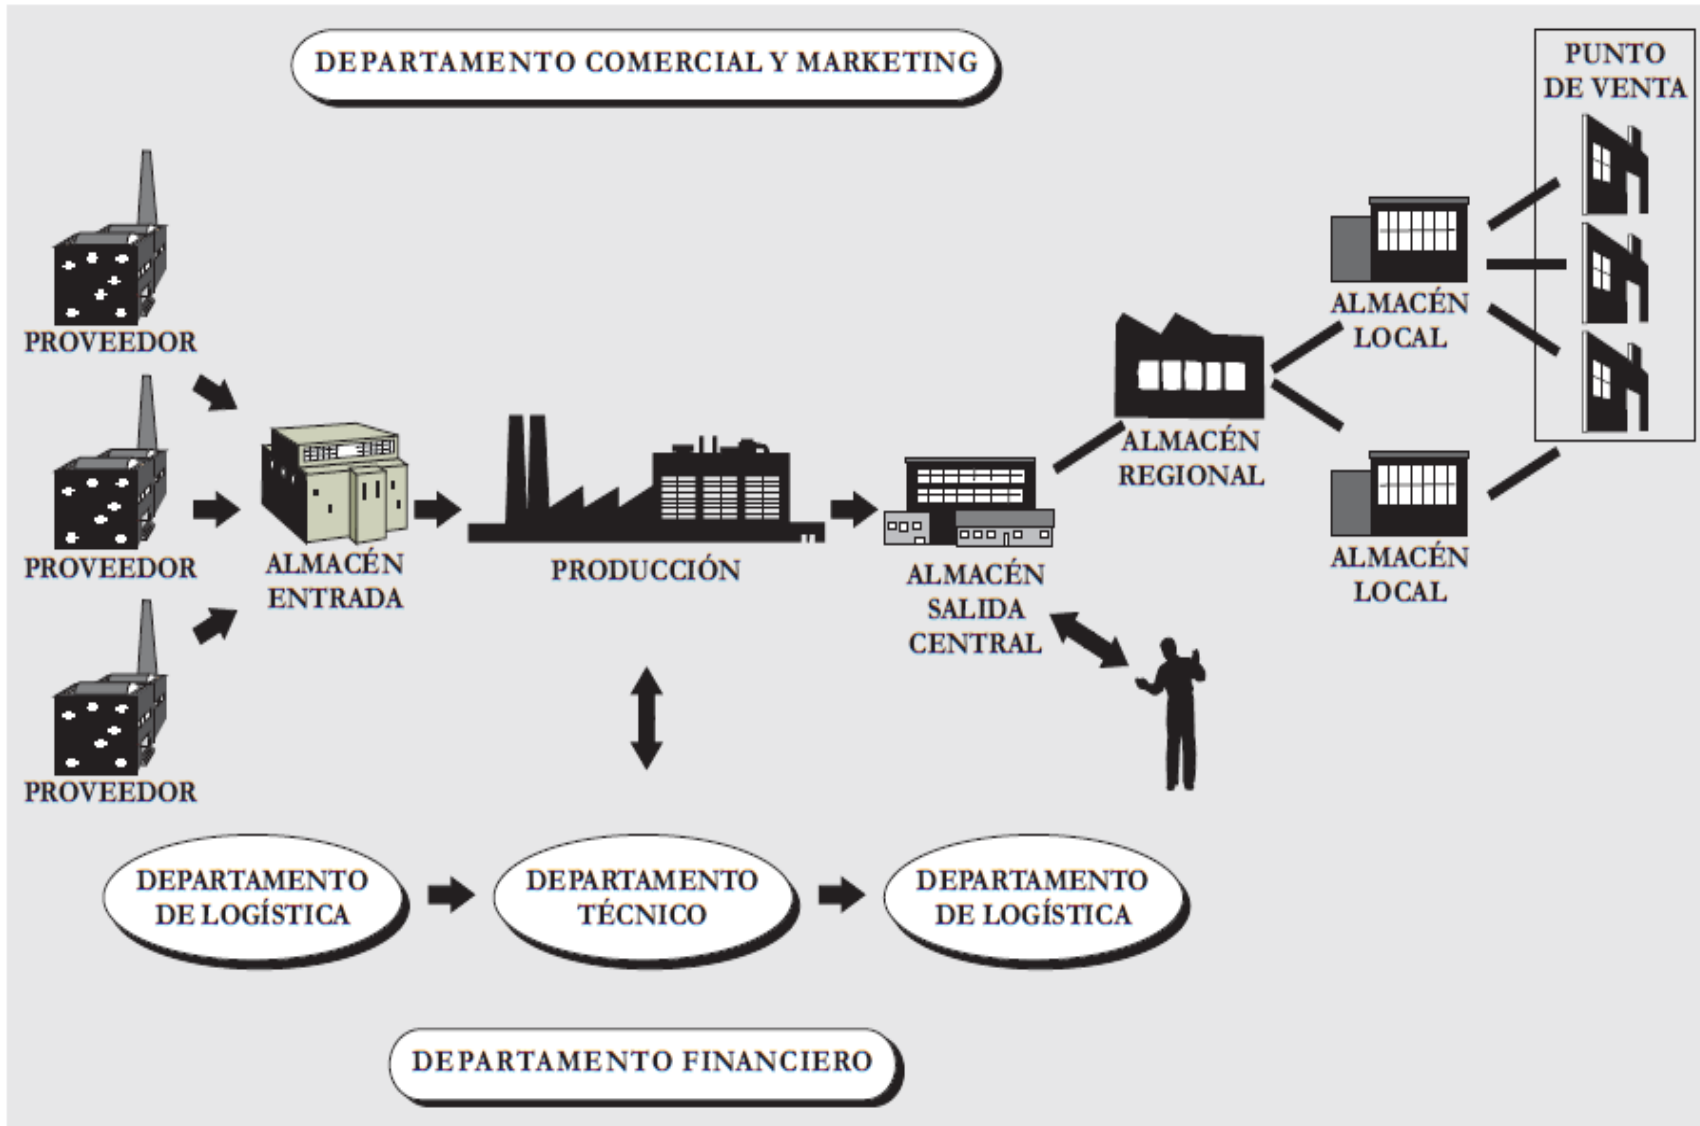 DEPARTAMENTO COMERCIAL Y MARKETING
PUNTO
DE VENTA
PROVEEDOR
PROVEEDOR
PROVEEDOR
ALMACÉN
ENTRADA
PRODUCCIÓN
ALMACÉN
SALIDA
CENTRAL
ALMACÉN
REGIONAL
ALMACÉN
LOCAL
ALMACÉN
LOCAL
DEPARTAMENTO
DE LOGÍSTICA
DEPARTAMENTO
TÉCNICO
DEPARTAMENTO
DE LOGÍSTICA
DEPARTAMENTO FINANCIERO